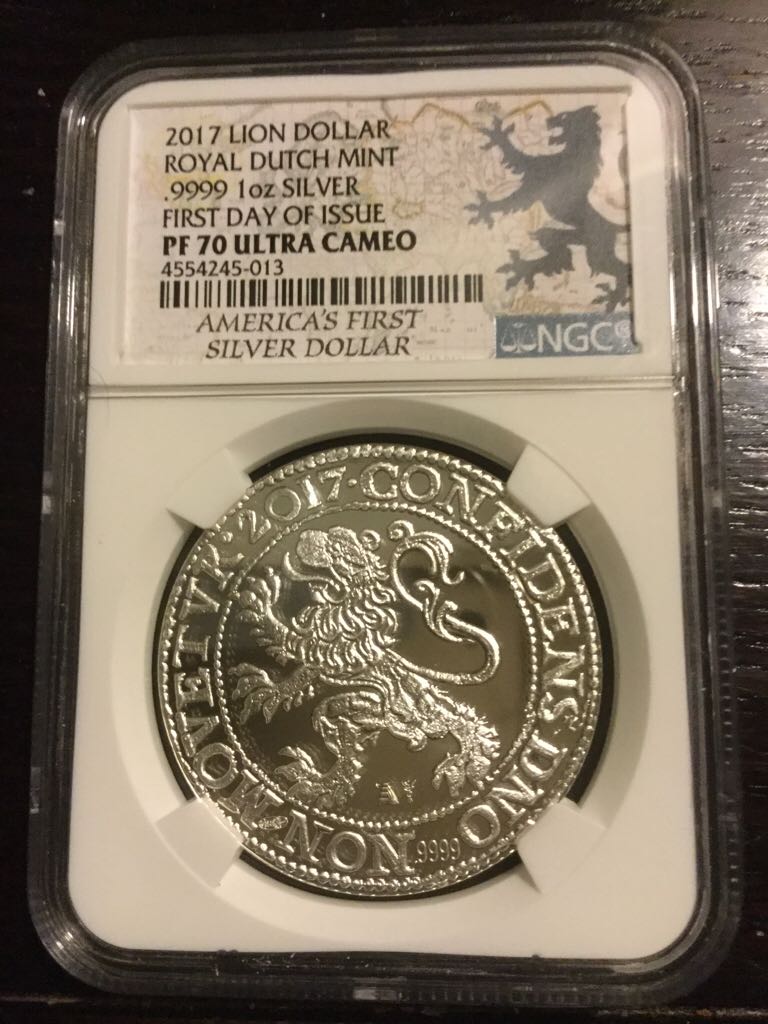 2017 LION DOLLAR
ROYAL DUTCH MINT
.9999 1oz SILVER
FIRST DAY OF ISSUE
PF 70 ULTRA CAMEO
4554245-013
AMERICA'S FIRST
SILVER DOLLAR
NGC
2017·CONFIDENS·DNO
.9999
NON·MOVETVR·